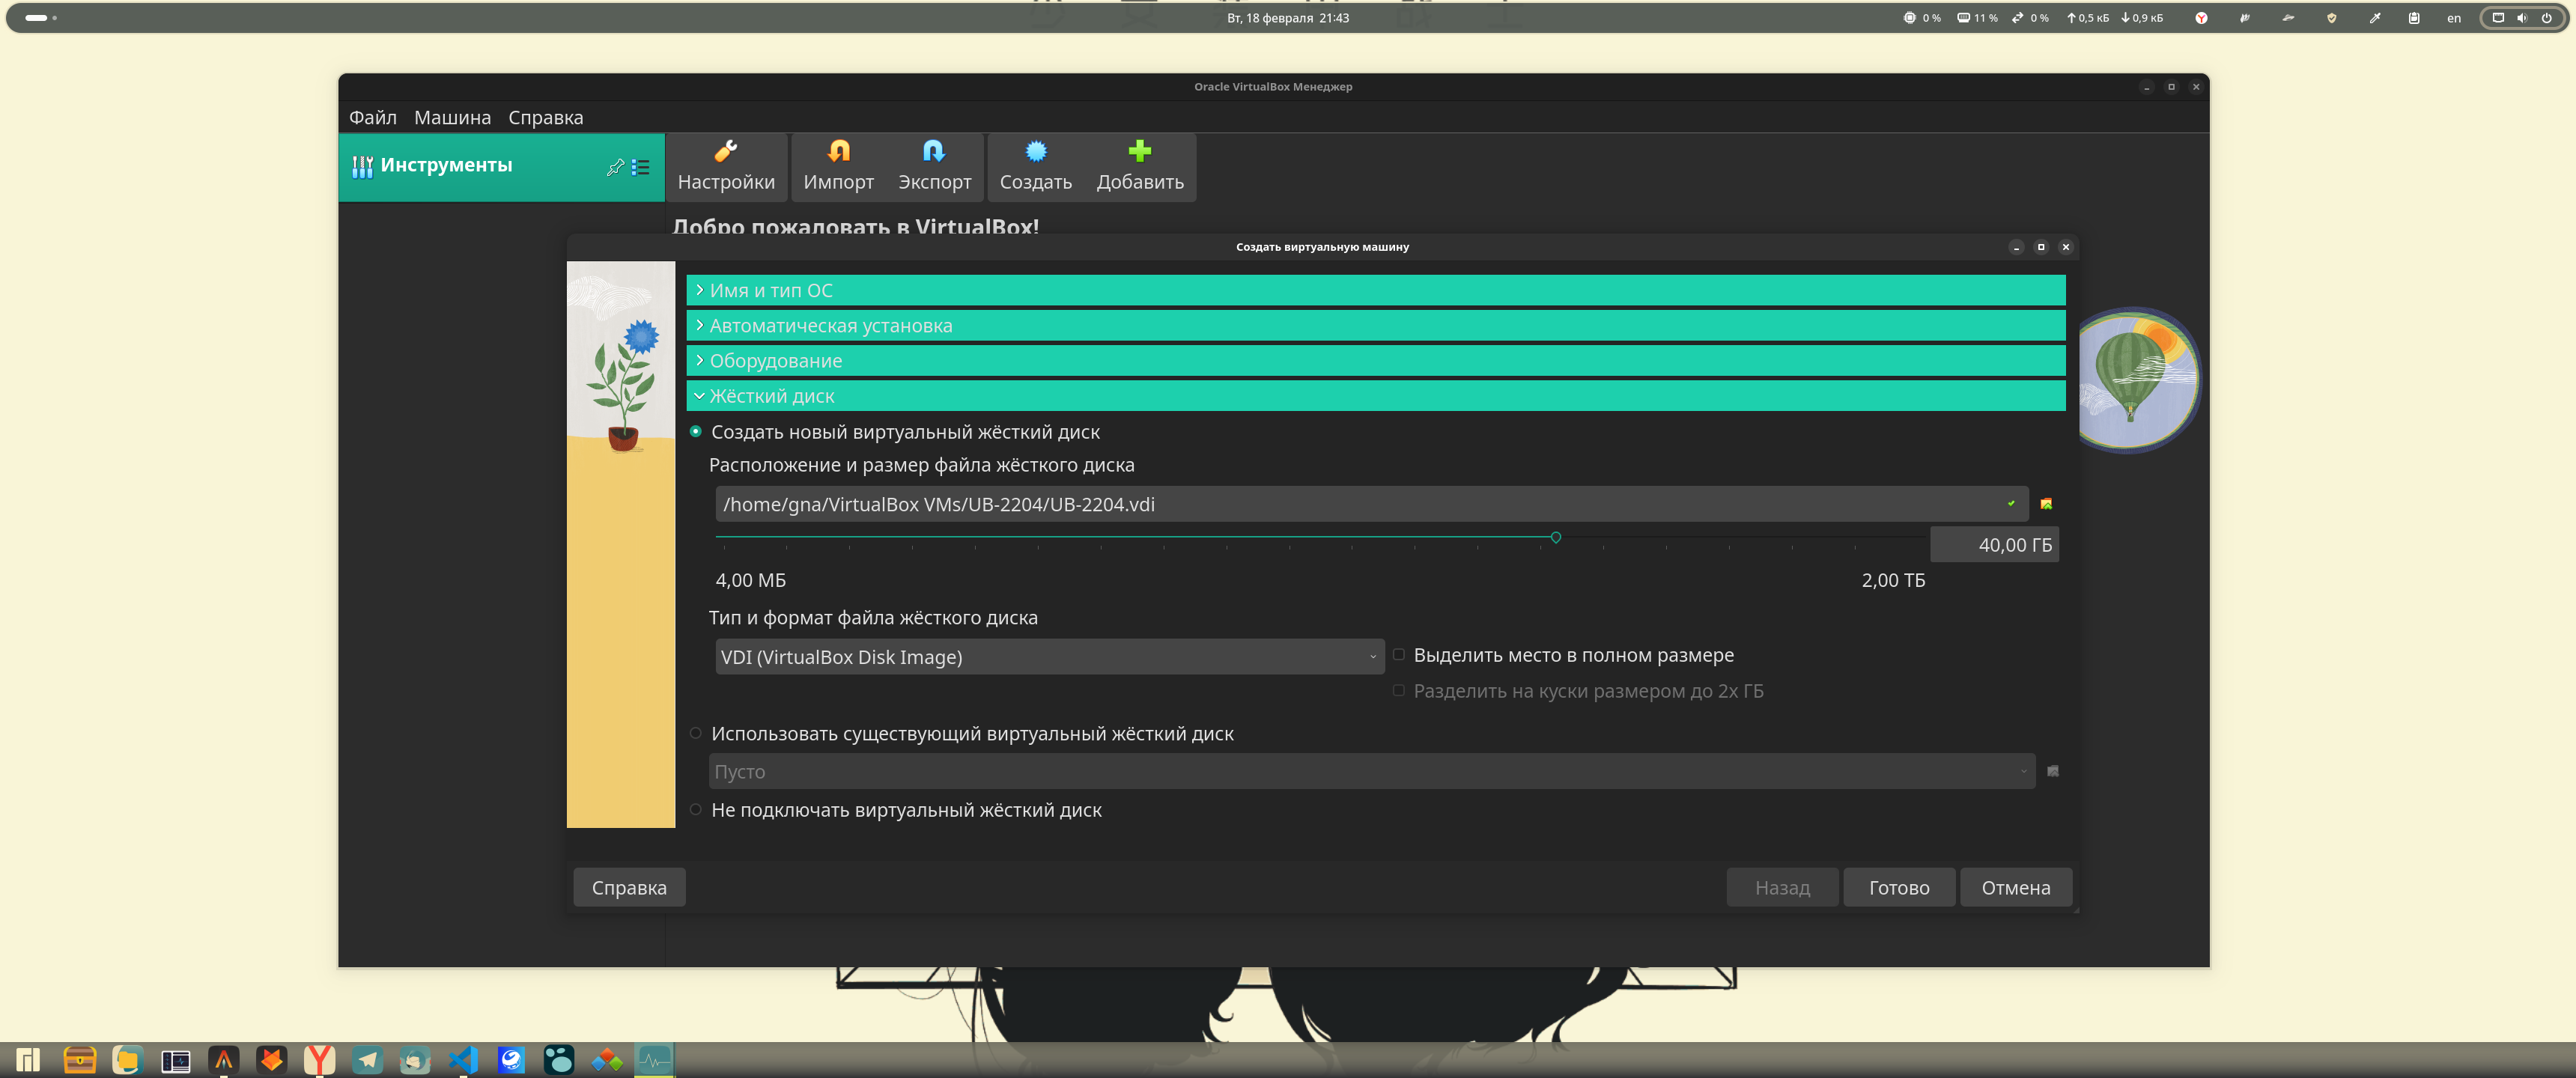 Вт, 18 февраля 21:43
0 % 11 % 0 % 0,5 кБ 0,9 кБ en
Oracle VirtualBox Менеджер
Файл Машина Справка
Инструменты
Настройки Импорт Экспорт Создать Добавить
Добро пожаловать в VirtualBox!
Создать виртуальную машину
Имя и тип ОС
Автоматическая установка
Оборудование
Жёсткий диск
Создать новый виртуальный жёсткий диск
Расположение и размер файла жёсткого диска
/home/gna/VirtualBox VMs/UB-2204/UB-2204.vdi
40,00 ГБ
4,00 МБ 2,00 ТБ
Тип и формат файла жёсткого диска
VDI (VirtualBox Disk Image) Выделить место в полном размере
Разделить на куски размером до 2х ГБ
Использовать существующий виртуальный жёсткий диск
Пусто
Не подключать виртуальный жёсткий диск
Справка Назад Готово Отмена